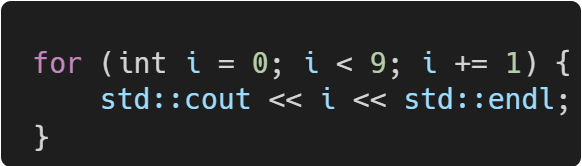 for (int i = 0; i < 9; i += 1) {
    std::cout << i << std::endl;
}